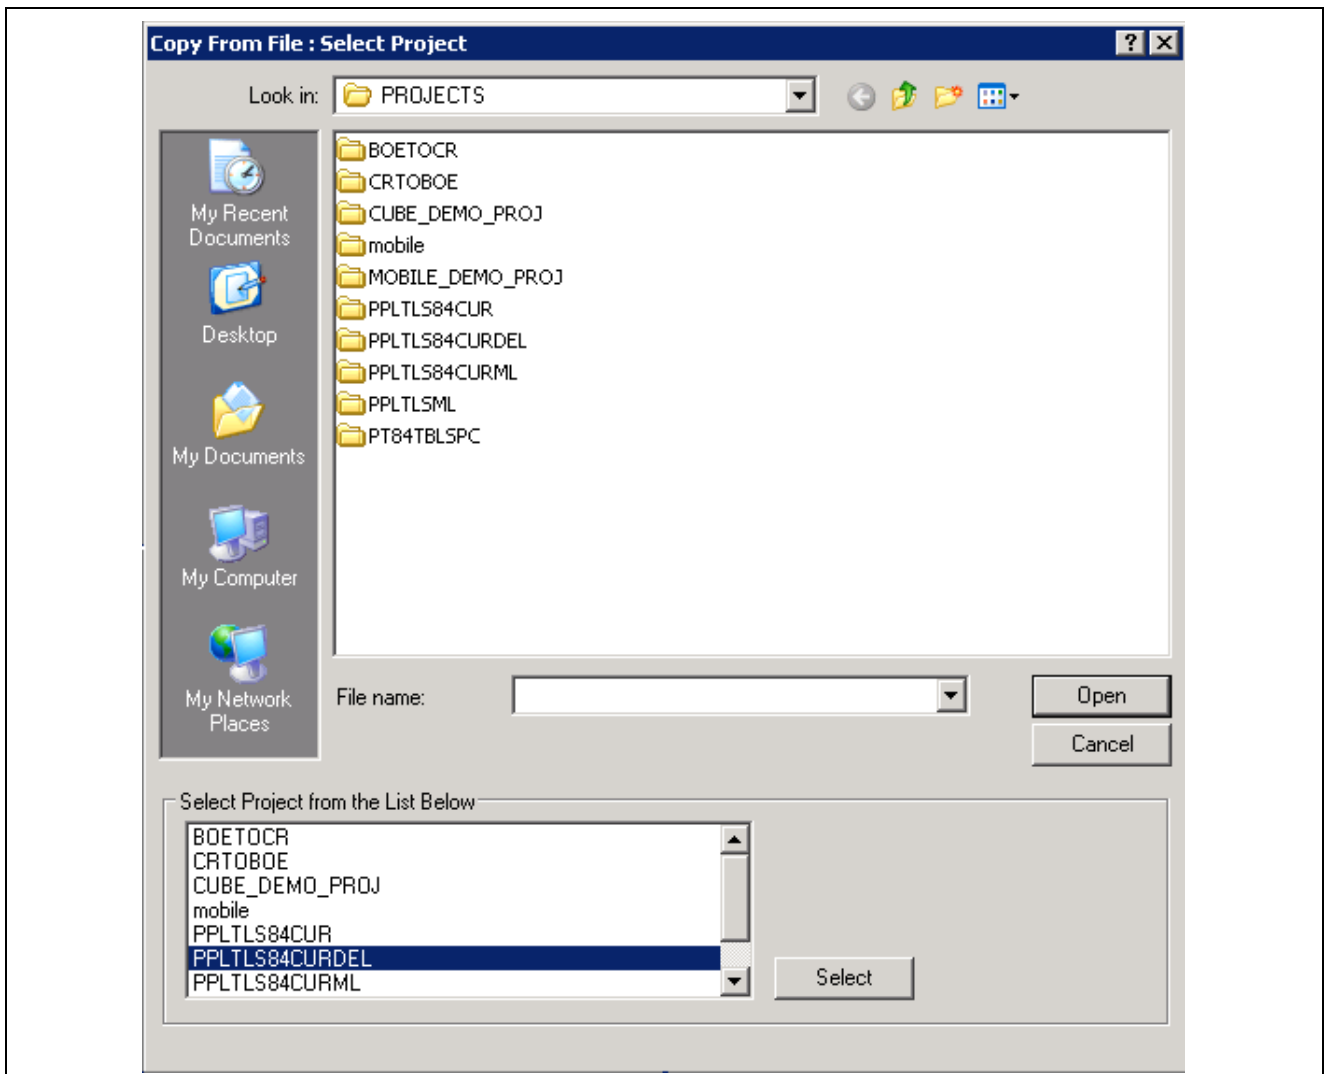 Copy From File : Select Project
Look in:
PROJECTS
My Recent
Documents
Desktop
My Documents
My Computer
My Network
Places
BOETOCR
CRTOBOE
CUBE_DEMO_PROJ
mobile
MOBILE_DEMO_PROJ
PPLTLS84CUR
PPLTLS84CURDEL
PPLTLS84CURML
PPLTLSML
PT84TBLSPC
File name:
Open
Cancel
Select Project from the List Below
BOETOCR
CRTOBOE
CUBE_DEMO_PROJ
mobile
PPLTLS84CUR
PPLTLS84CURDEL
PPLTLS84CURML
Select